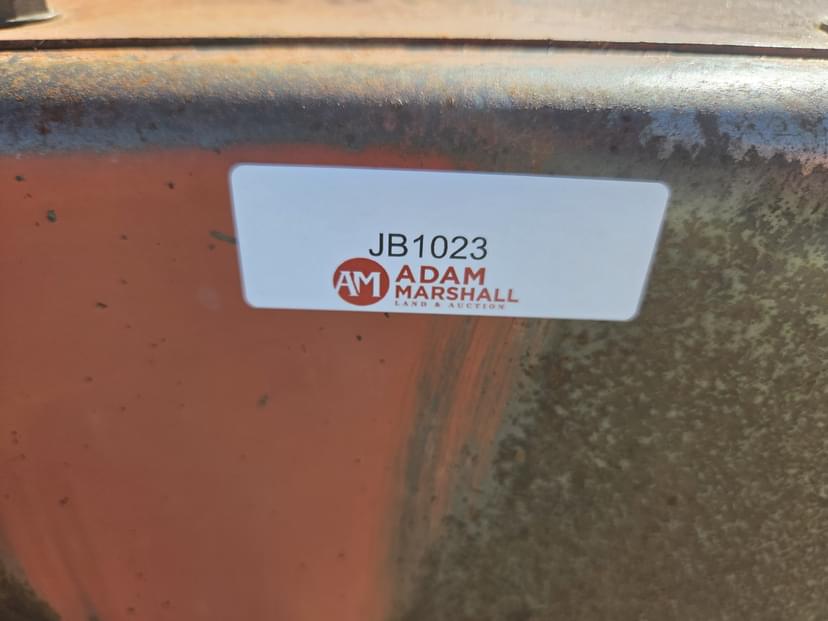 JB1023
AM
ADAM
MARSHALL
LAND & AUCTION